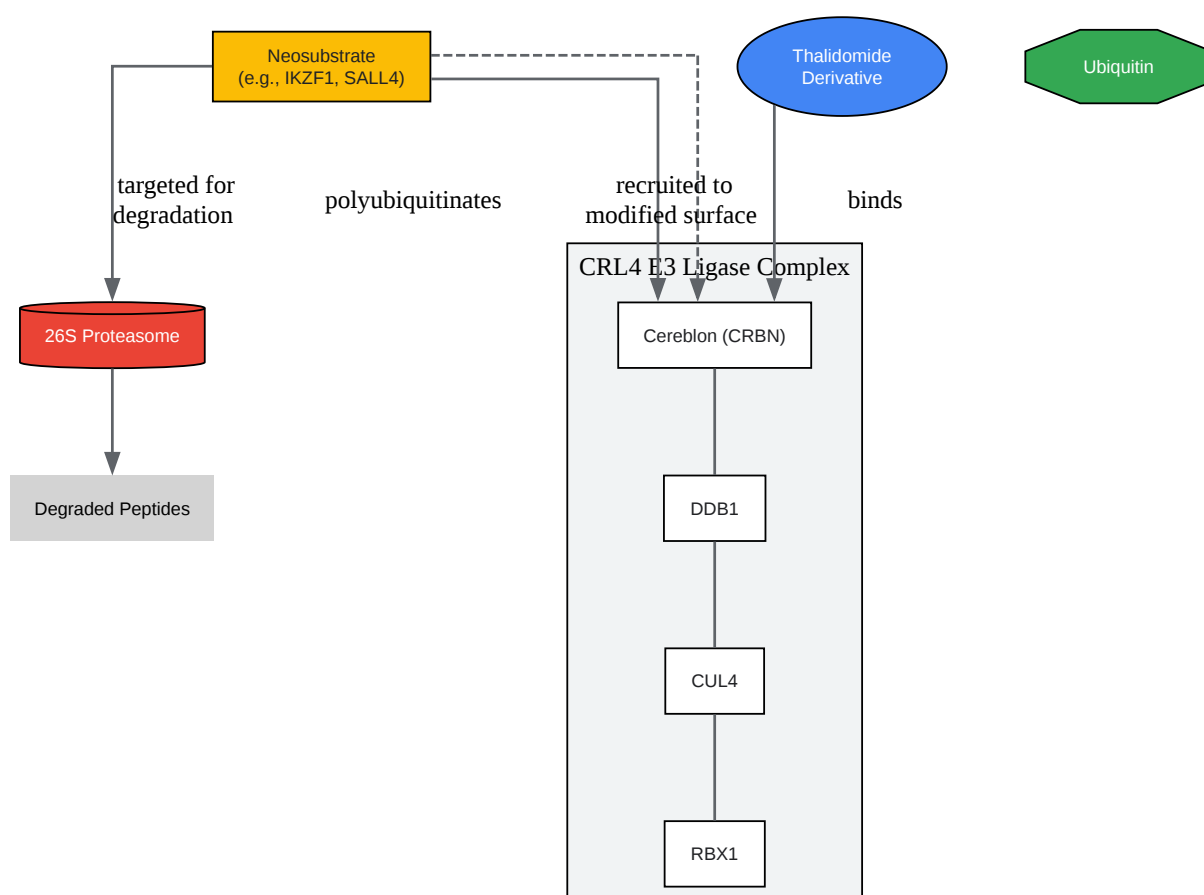 Neosubstrate
(e.g., IKZF1, SALL4)
Thalidomide
Derivative
Ubiquitin
targeted for
degradation
polyubiquitinates
recruited to
modified surface
binds
CRL4 E3 Ligase Complex
26S Proteasome
Cereblon (CRBN)
Degraded Peptides
DDB1
CUL4
RBX1